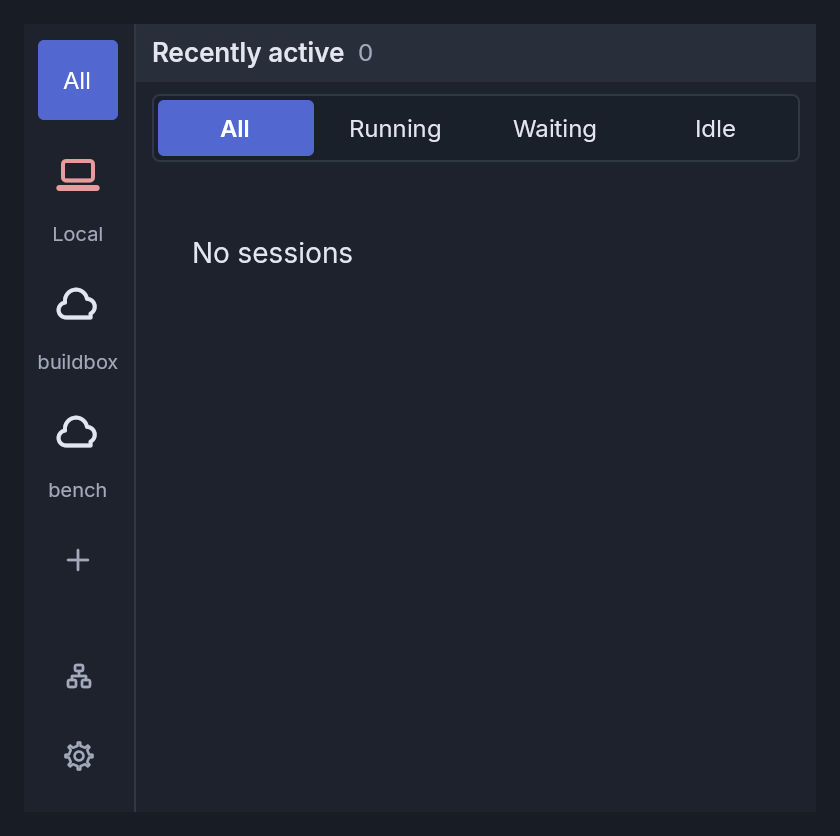 All
Local
buildbox
bench
Recently active 0
All Running Waiting Idle
No sessions